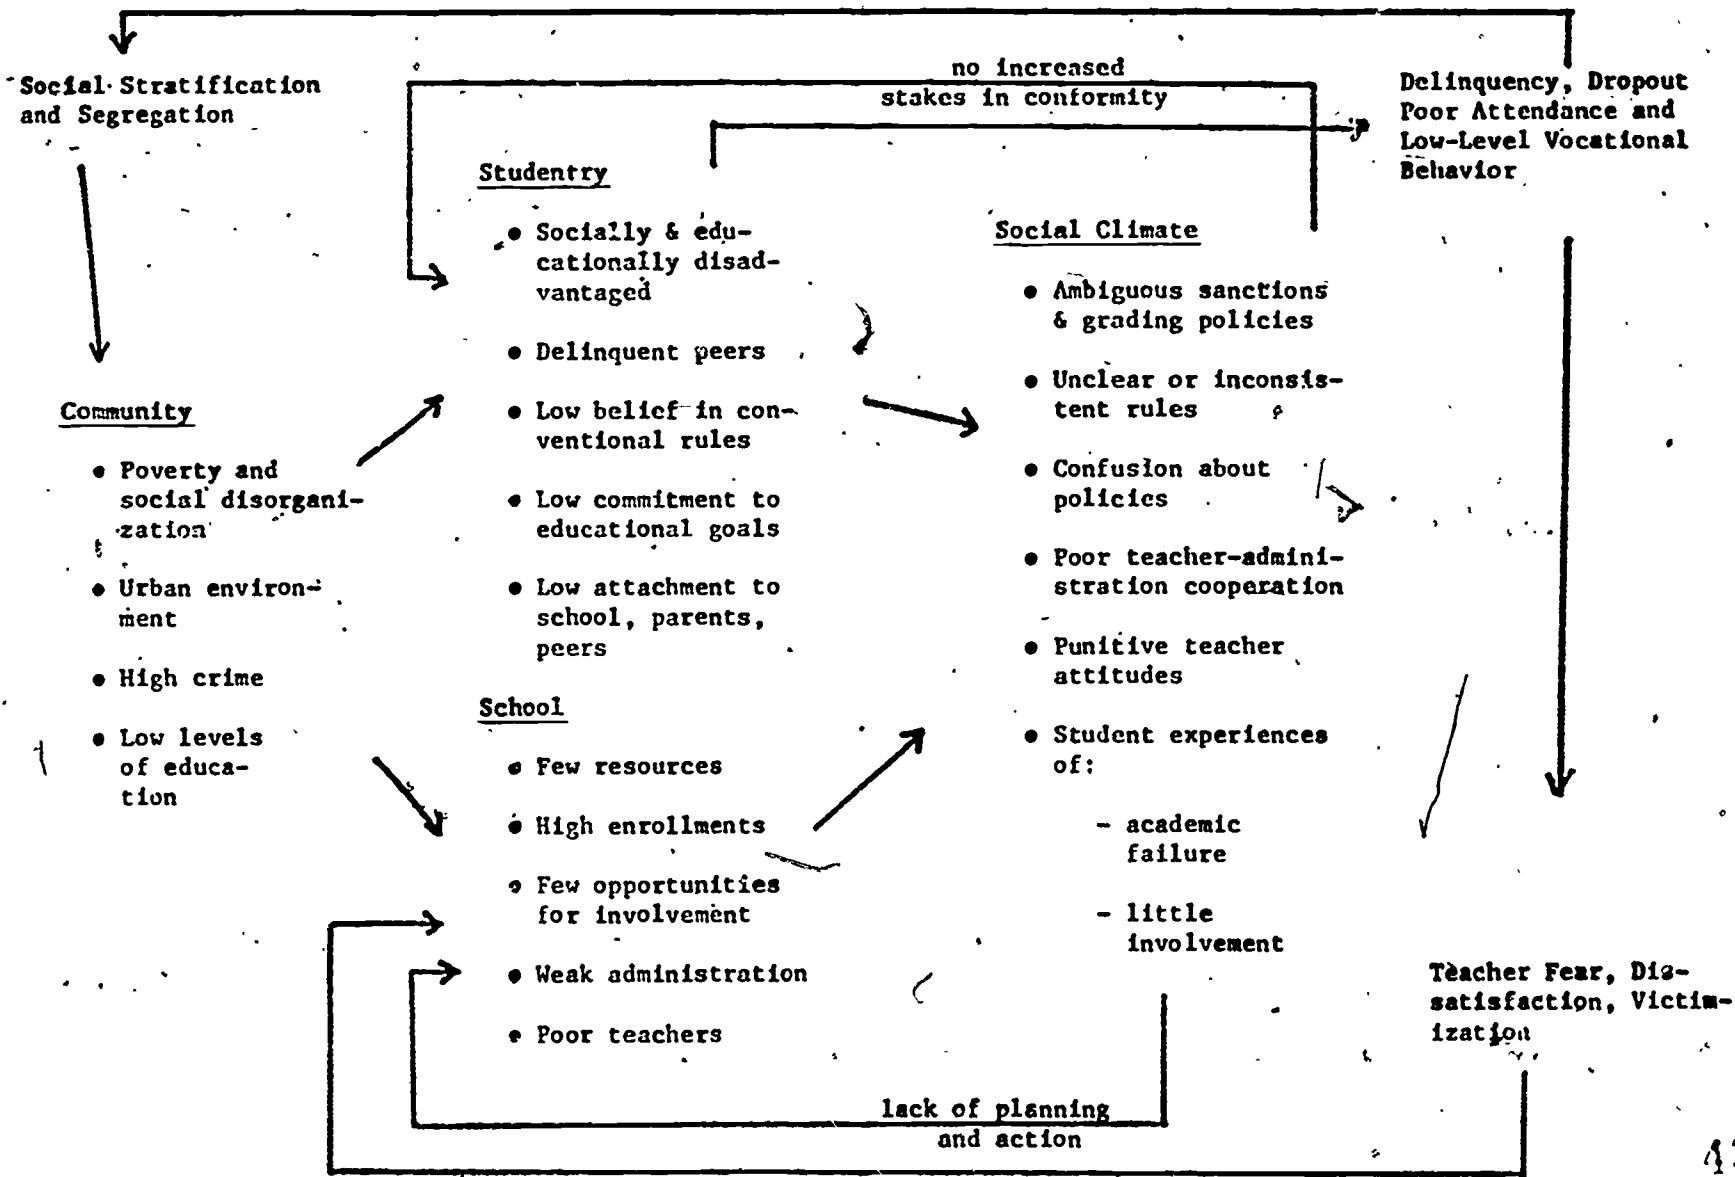 Social Stratification
and Segregation
no increased
stakes in conformity
Delinquency, Dropout
Poor Attendance and
Low-Level Vocational
Behavior
Community
• Poverty and
social disorgani-
zation
• Urban environ-
ment
• High crime
• Low levels
of educa-
tion
Studentry
• Socially & edu-
cationally disad-
vantaged
• Delinquent peers
• Low belief in con-
ventional rules
• Low commitment to
educational goals
• Low attachment to
school, parents,
peers
School
• Few resources
• High enrollments
• Few opportunities
for involvement
• Weak administration
• Poor teachers
Social Climate
• Ambiguous sanctions
& grading policies
• Unclear or inconsis-
tent rules
• Confusion about
policies
• Poor teacher-admini-
stration cooperation
• Punitive teacher
attitudes
• Student experiences
of:
- academic
failure
- little
involvement
Teacher Fear, Dis-
satisfaction, Victim-
ization
lack of planning
and action